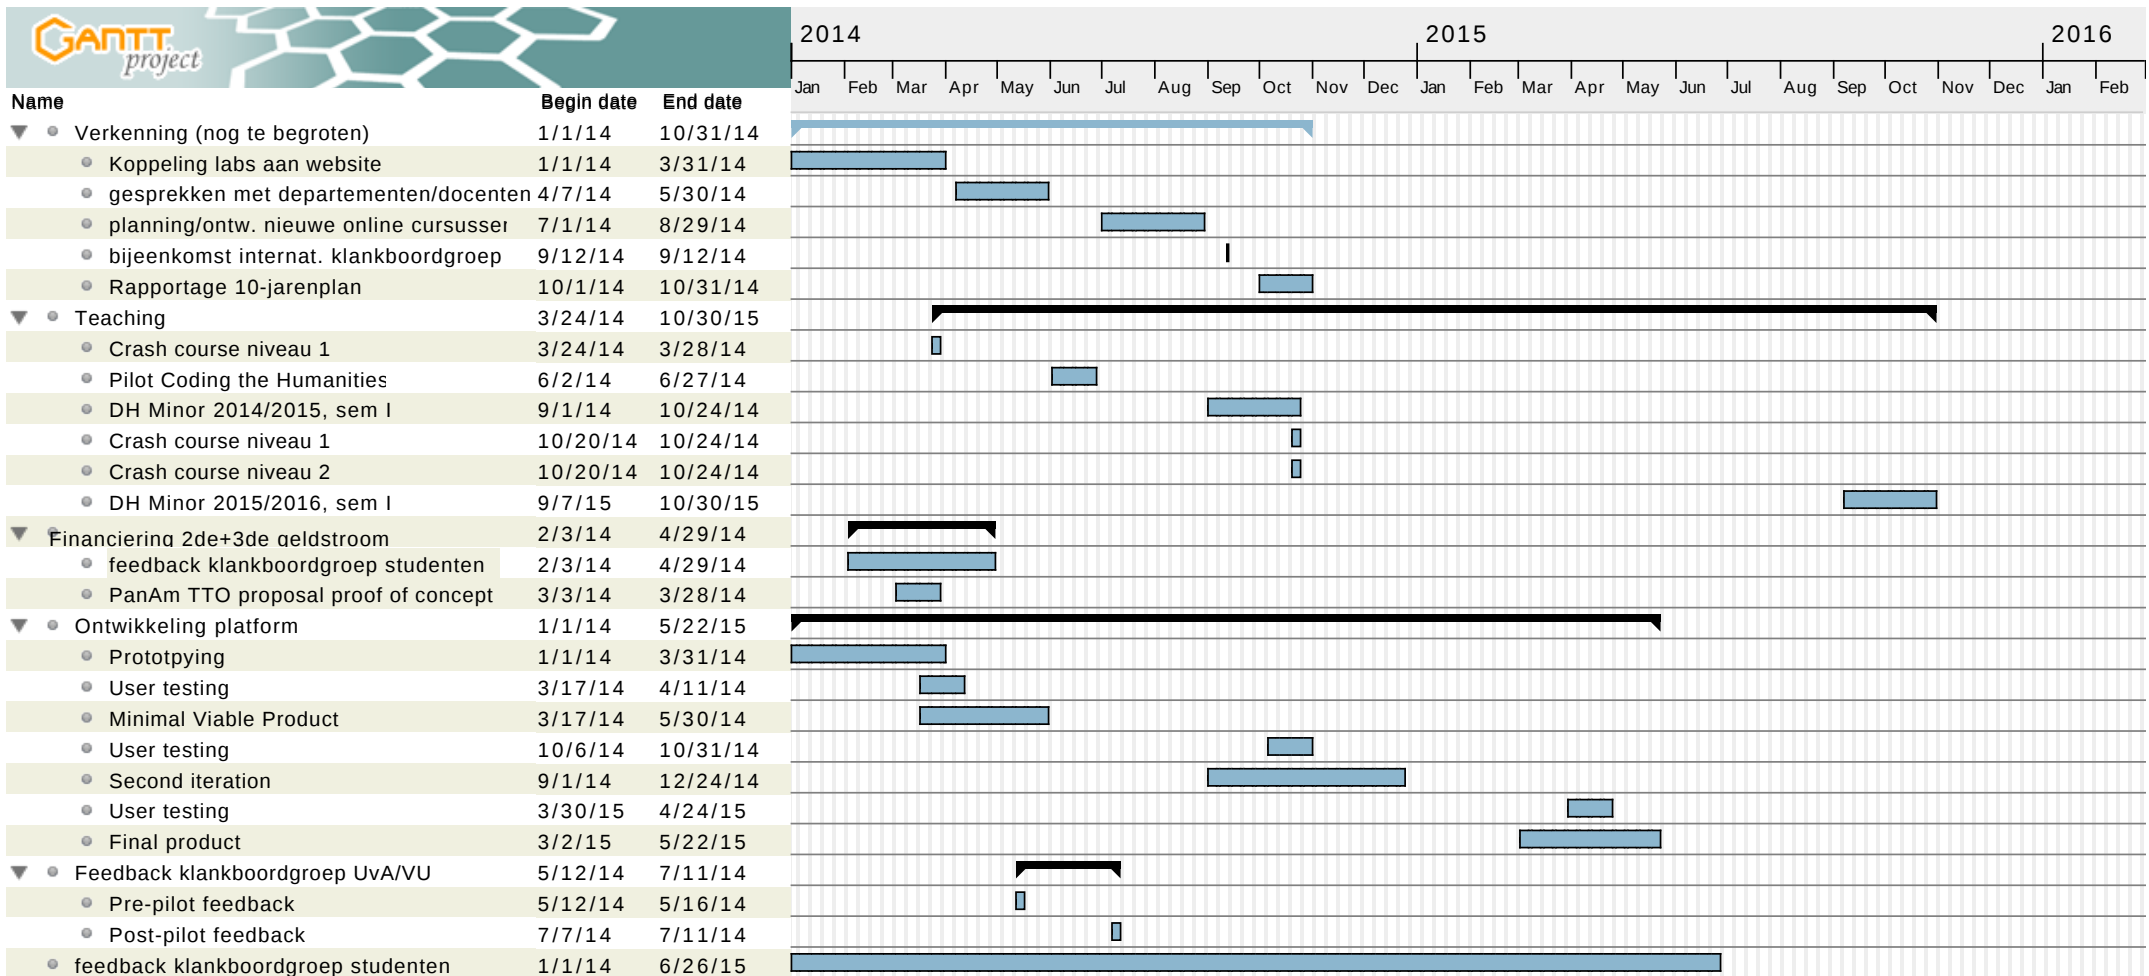 GANTT
project
2014 2015 2016
Jan Feb Mar Apr May Jun Jul Aug Sep Oct Nov Dec Jan Feb Mar Apr May Jun Jul Aug Sep Oct Nov Dec Jan Feb
Name Begin date End date
Verkenning (nog te begroten) 1/1/14 10/31/14
Koppeling labs aan website 1/1/14 3/31/14
gesprekken met departementen/docenten 4/7/14 5/30/14
planning/ontw. nieuwe online cursussen 7/1/14 8/29/14
bijeenkomst internat. klankboordgroep 9/12/14 9/12/14
Rapportage 10-jarenplan 10/1/14 10/31/14
Teaching 3/24/14 10/30/15
Crash course niveau 1 3/24/14 3/28/14
Pilot Coding the Humanities 6/2/14 6/27/14
DH Minor 2014/2015, sem I 9/1/14 10/24/14
Crash course niveau 1 10/20/14 10/24/14
Crash course niveau 2 10/20/14 10/24/14
DH Minor 2015/2016, sem I 9/7/15 10/30/15
Financiering 2de+3de geldstroom 2/3/14 4/29/14
feedback klankboordgroep studenten 2/3/14 4/29/14
PanAm TTO proposal proof of concept 3/3/14 3/28/14
Ontwikkeling platform 1/1/14 5/22/15
Prototpying 1/1/14 3/31/14
User testing 3/17/14 4/11/14
Minimal Viable Product 3/17/14 5/30/14
User testing 10/6/14 10/31/14
Second iteration 9/1/14 12/24/14
User testing 3/30/15 4/24/15
Final product 3/2/15 5/22/15
Feedback klankboordgroep UvA/VU 5/12/14 7/11/14
Pre-pilot feedback 5/12/14 5/16/14
Post-pilot feedback 7/7/14 7/11/14
feedback klankboordgroep studenten 1/1/14 6/26/15